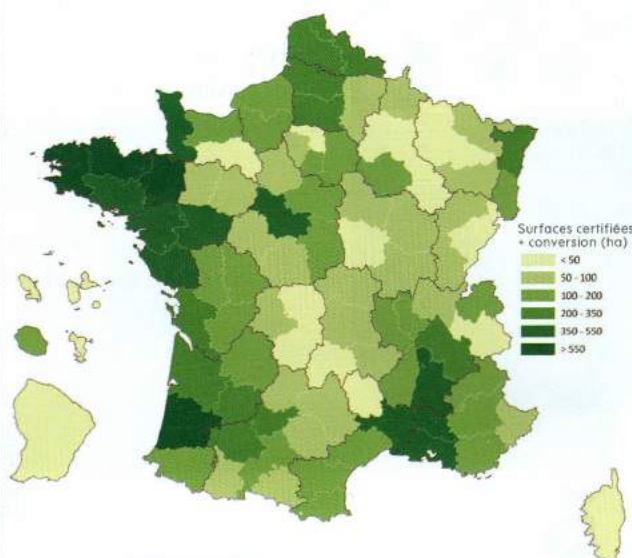 Surfaces certifiées
+ conversion (ha)
< 50
50 - 100
100 - 200
200 - 350
350 - 550
> 550